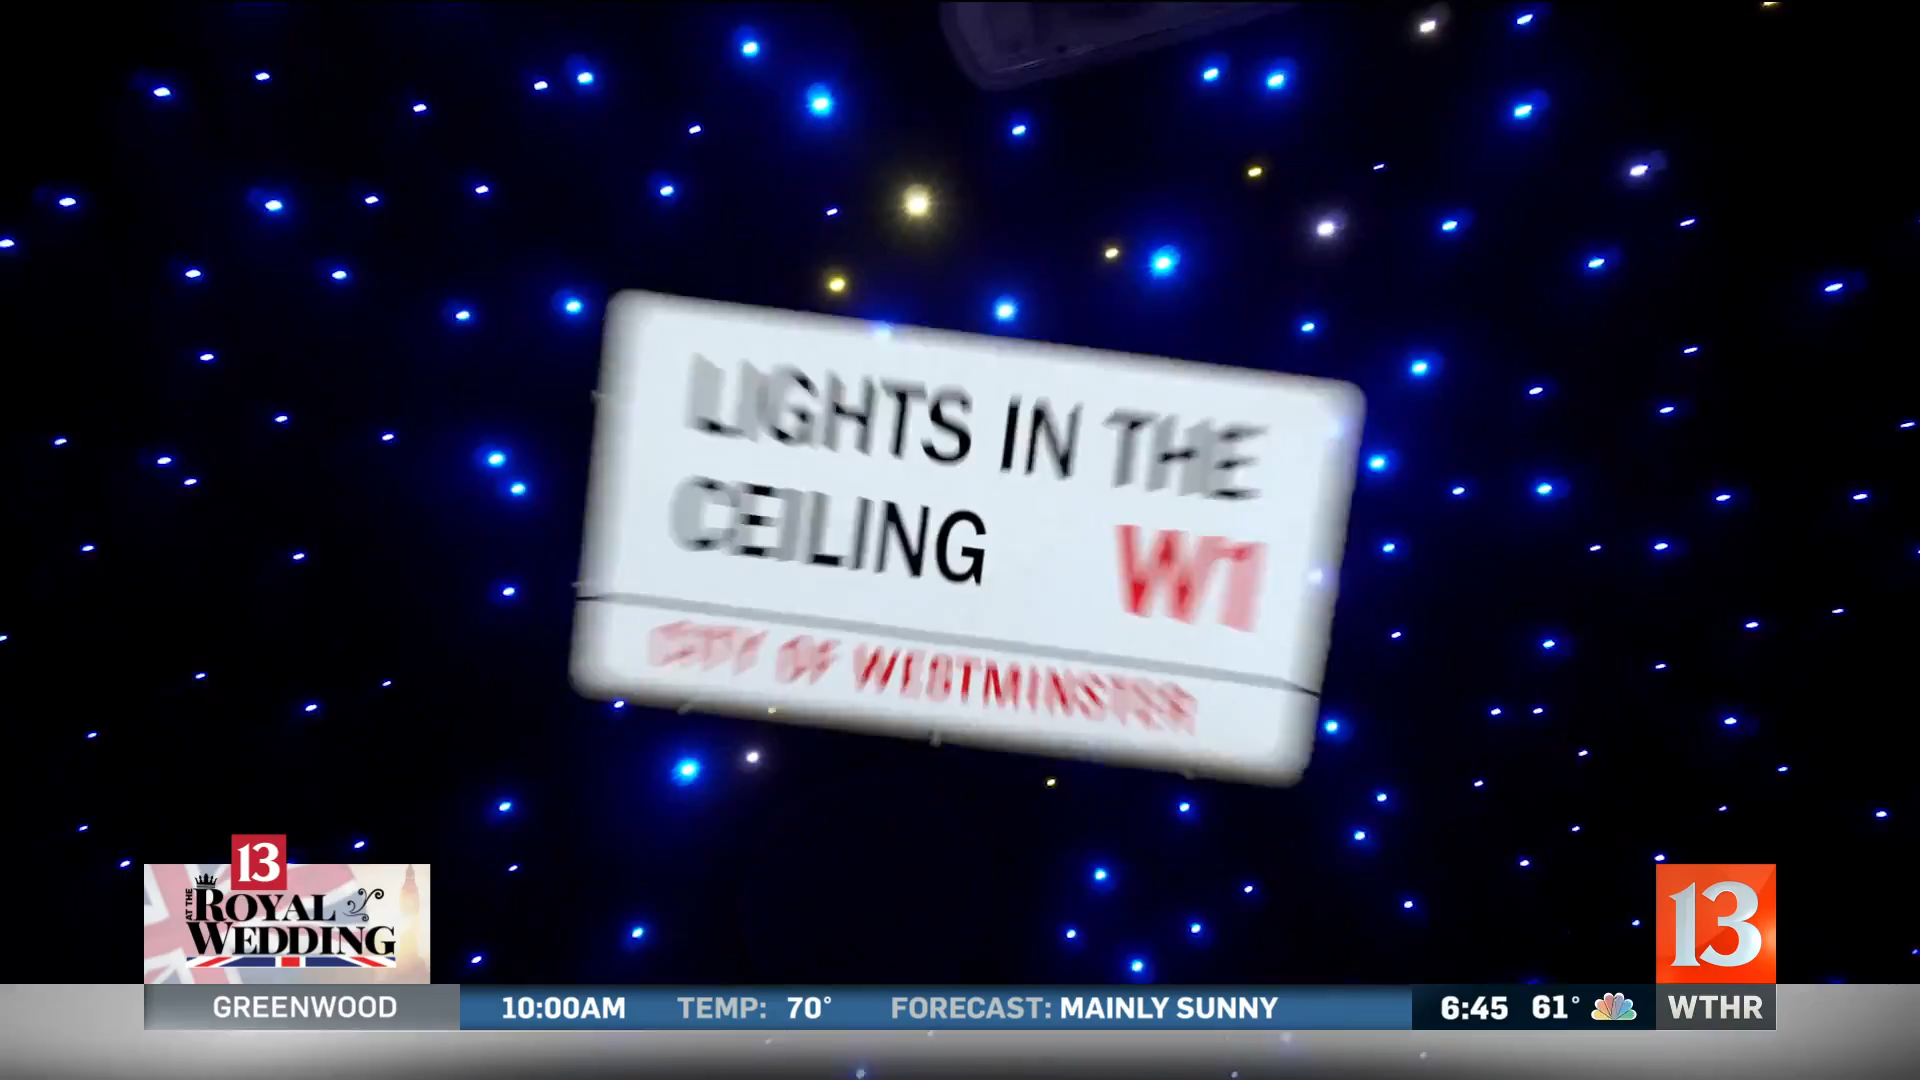 LIGHTS IN THE
CEILING W1
CITY OF WESTMINSTER
13
AT THE
ROYAL
WEDDING
13
GREENWOOD 10:00AM TEMP: 70° FORECAST: MAINLY SUNNY 6:45 61° WTHR